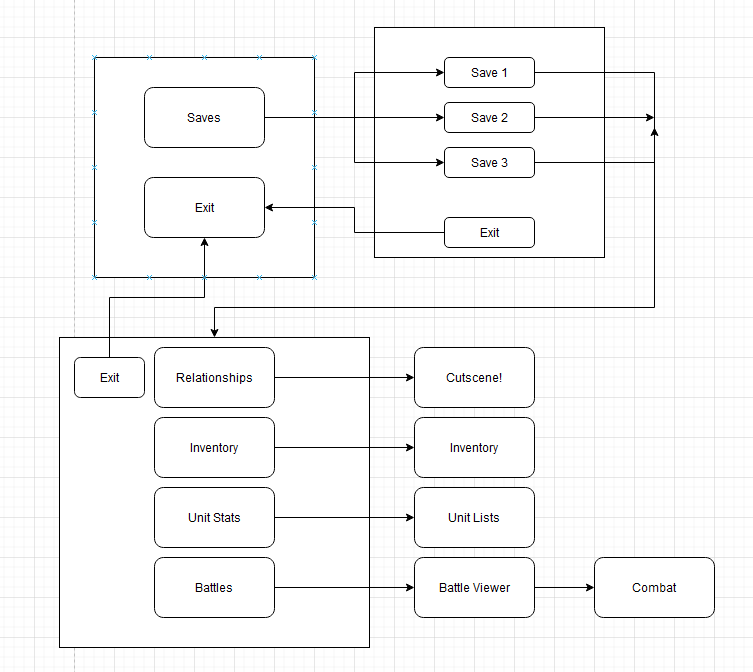 Saves
Exit
Save 1
Save 2
Save 3
Exit
Exit
Relationships
Cutscene!
Inventory
Inventory
Unit Stats
Unit Lists
Battles
Battle Viewer
Combat